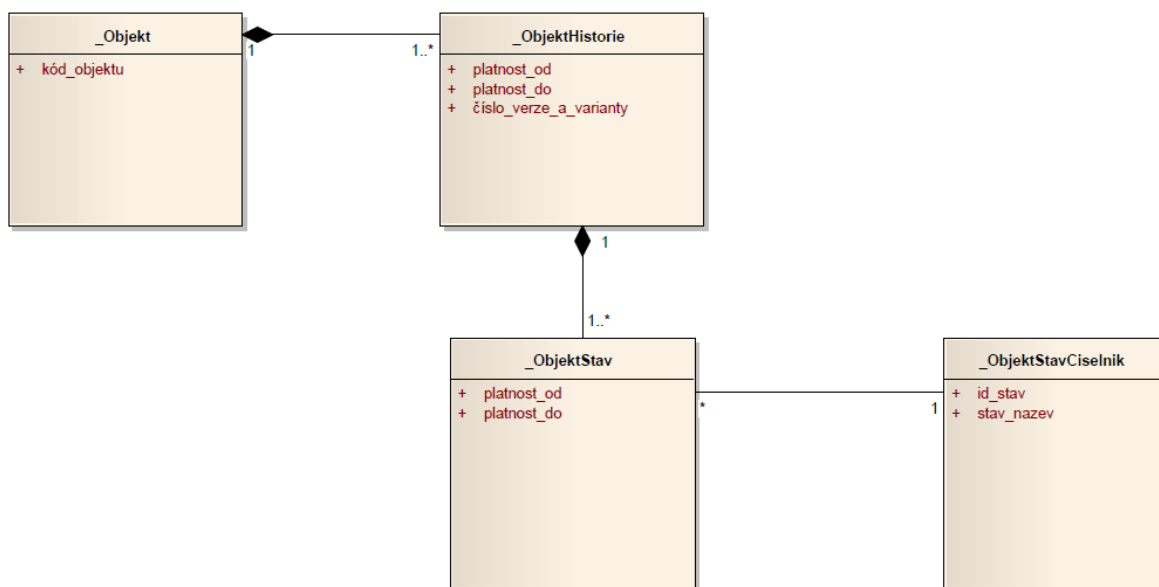 _Objekt
+ kód_objektu
1
1..*
_ObjektHistorie
+ platnost_od
+ platnost_do
+ číslo_verze_a_varianty
1
1..*
_ObjektStav
+ platnost_od
+ platnost_do
*
1
_ObjektStavCiselnik
+ id_stav
+ stav_nazev